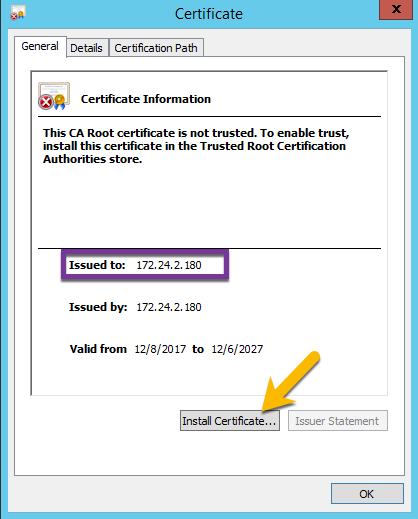 Certificate
x
General Details Certification Path
Certificate Information
This CA Root certificate is not trusted. To enable trust,
install this certificate in the Trusted Root Certification
Authorities store.
Issued to: 172.24.2.180
Issued by: 172.24.2.180
Valid from 12/8/2017 to 12/6/2027
Install Certificate... Issuer Statement
OK